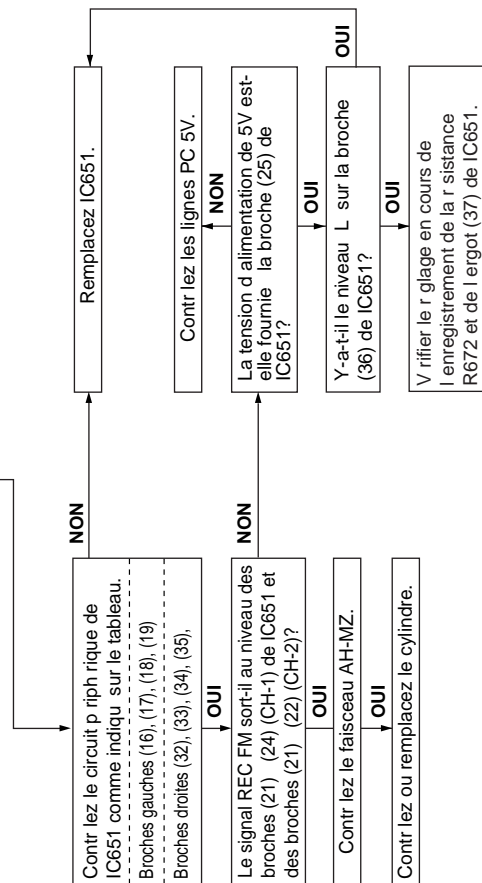 Contr lez le circuit p riph rique de
IC651 comme indiqu sur le tableau.
Broches gauches (16), (17), (18), (19)
Broches droites (32), (33), (34), (35),
NON
Remplacez IC651.
OUI
Le signal REC FM sort-il au niveau des
broches (21) (24) (CH-1) de IC651 et
des broches (21) (22) (CH-2)?
NON
La tension d alimentation de 5V est-
elle fournie la broche (25) de
IC651?
NON
Contr lez les lignes PC 5V.
OUI
Y-a-t-il le niveau L sur la broche
(36) de IC651?
OUI
OUI
V rifier le r glage en cours de
l enregistrement de la r sistance
R672 et de l ergot (37) de IC651.
OUI
Contr lez le faisceau AH-MZ.
OUI
Contr lez ou remplacez le cylindre.